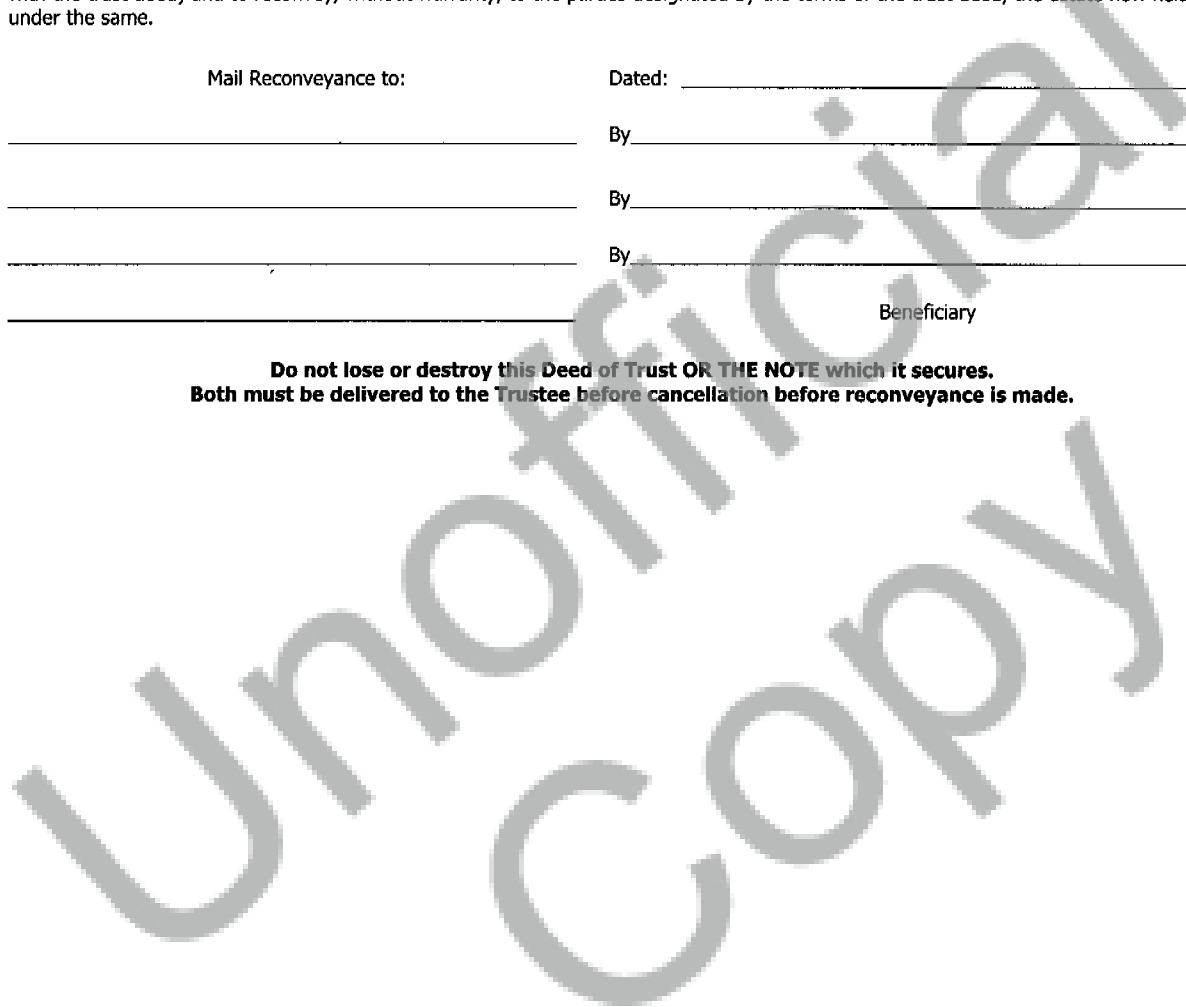 under the same.
Mail Reconveyance to:
Dated:
By
By
By
Beneficiary
Do not lose or destroy this Deed of Trust OR THE NOTE which it secures.
Both must be delivered to the Trustee before cancellation before reconveyance is made.
Unofficial
Copy